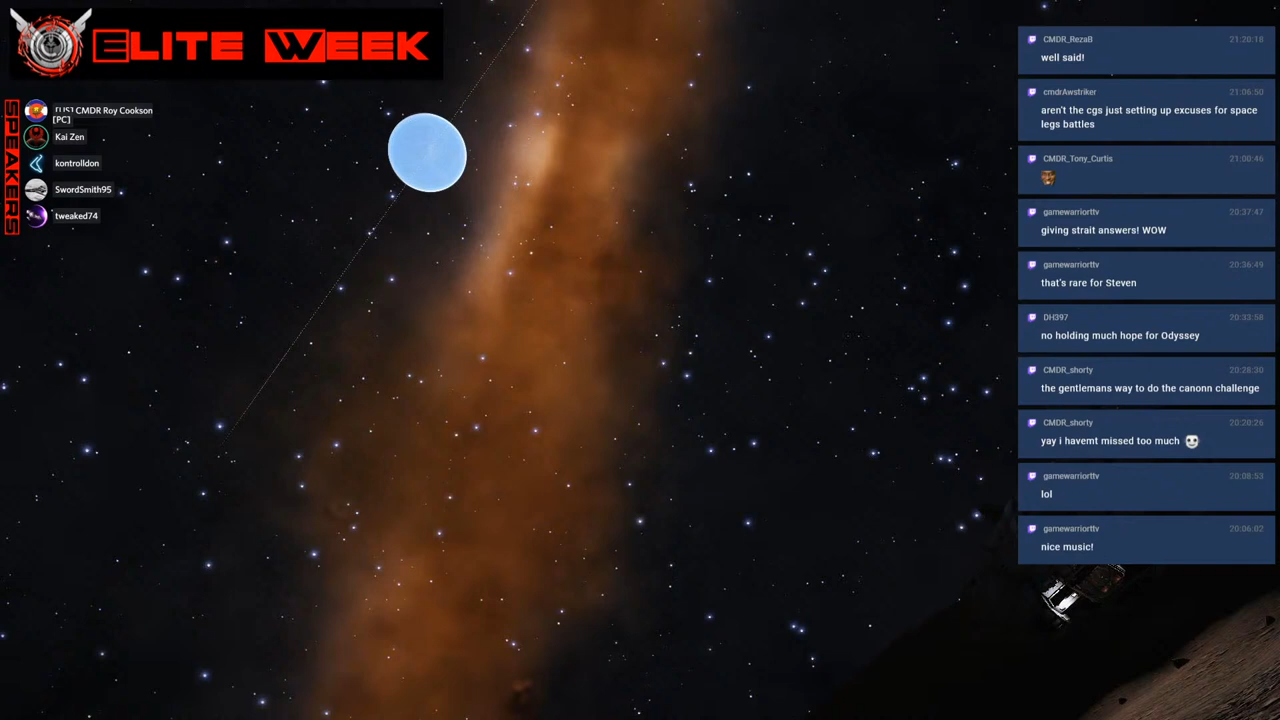 ELITE WEEK
SPEAKERS
[US] CMDR Roy Cookson
[PC]
Kai Zen
kontrolldon
SwordSmith95
tweaked74
CMDR_RezaB 21:20:18
well said!
cmdrAwstriker 21:06:50
aren't the cgs just setting up excuses for space
legs battles
CMDR_Tony_Curtis 21:00:46
gamewarriorttv 20:37:47
giving strait answers! WOW
gamewarriorttv 20:36:49
that's rare for Steven
DH397 20:33:58
no holding much hope for Odyssey
CMDR_shorty 20:28:30
the gentlemans way to do the canonn challenge
CMDR_shorty 20:20:26
yay i havemt missed too much
gamewarriorttv 20:08:53
lol
gamewarriorttv 20:06:02
nice music!